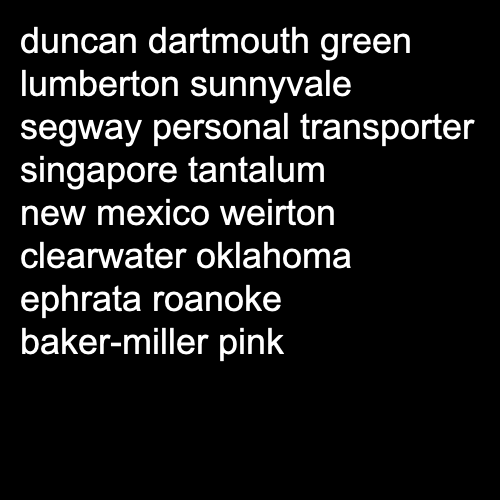 duncan dartmouth green
lumberton sunnyvale
segway personal transporter
singapore tantalum
new mexico weirton
clearwater oklahoma
ephrata roanoke
baker-miller pink